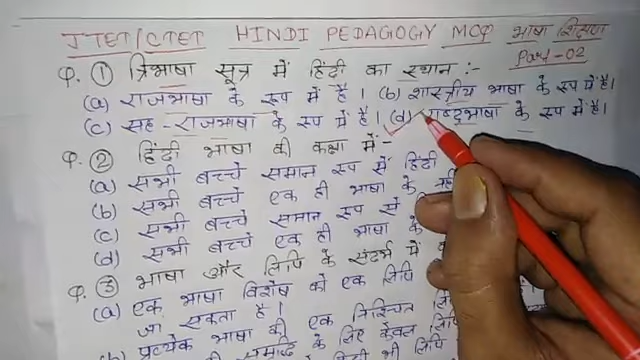 JTET/CTET HINDI PEDAGOGY MCQ भाषा शिक्षण
Part-02
Q. ① त्रिभाषा सूत्र में हिंदी का स्थान :-
(a) राजभाषा के रूप में है। (b) शास्त्रीय भाषा के रूप में है।
(c) सह-राजभाषा के रूप में है। (d) राष्ट्रभाषा के रूप में है।
Q. ② हिंदी भाषा की कक्षा में -
(a) सभी बच्चे समान रूप से हिंदी
(b) सभी बच्चे एक ही भाषा के
(c) सभी बच्चे समान रूप से
(d) सभी बच्चे एक ही भाषा के
Q. ③ भाषा और लिपि के संदर्भ में
(a) एक भाषा विशेष को एक लिपि
जा सकता है।
(b) प्रत्येक भाषा की एक निश्चित
के लिए केवल